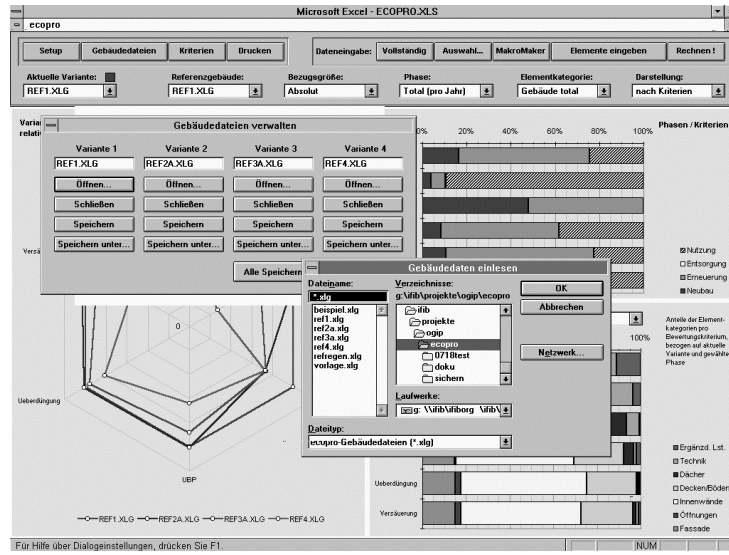 Microsoft Excel - ECOPRO.XLS
ecopro
Setup Gebäudedateien Kriterien Drucken Dateneingabe: Vollständig Auswahl... MakroMaker Elemente eingeben Rechnen !
Aktuelle Variante: Referenzgebäude: Bezugsgröße: Phase: Elementkategorie: Darstellung:
REF1.XLG REF1.XLG Absolut Total (pro Jahr) Gebäude total nach Kriterien
Gebäudedateien verwalten
Variante 1 Variante 2 Variante 3 Variante 4
REF1.XLG REF2A.XLG REF3A.XLG REF4.XLG
Öffnen... Öffnen... Öffnen... Öffnen...
Schließen Schließen Schließen Schließen
Speichern Speichern Speichern Speichern
Speichern unter... Speichern unter... Speichern unter... Speichern unter...
Alle Speichern
0% 20% 40% 60% 80% 100%
Phasen / Kriterien
Nutzung
Entsorgung
Erneuerung
Neubau
Gebäudedaten einlesen
Dateiname: Verzeichnisse:
*.xlg g:\ifib\projekte\ogip\ecopro
beispiel.xlg
ref1.xlg
ref2a.xlg
ref3a.xlg
ref4.xlg
refregen.xlg
vorlage.xlg
ifib
projekte
ogip
ecopro
0718test
doku
sichern
OK
Abbrechen
Netzwerk...
Laufwerke:
g: \\ifib\ifiborg \ifib\
Dateityp:
ecopro-Gebäudedateien (*.xlg)
100%
Anteile der Element-
kategorien pro
Bewertungskriterium,
bezogen auf aktuelle
Variante und gewählte
Phase
Ergänzd. Lst.
Technik
Dächer
Decken/Böden
Innenwände
Öffnungen
Fassade
0
Ueberdüngung
UBP
REF1.XLG REF2A.XLG REF3A.XLG REF4.XLG
Ueberdüngung
Versäuerung
Für Hilfe über Dialogeinstellungen, drücken Sie F1.
NUM